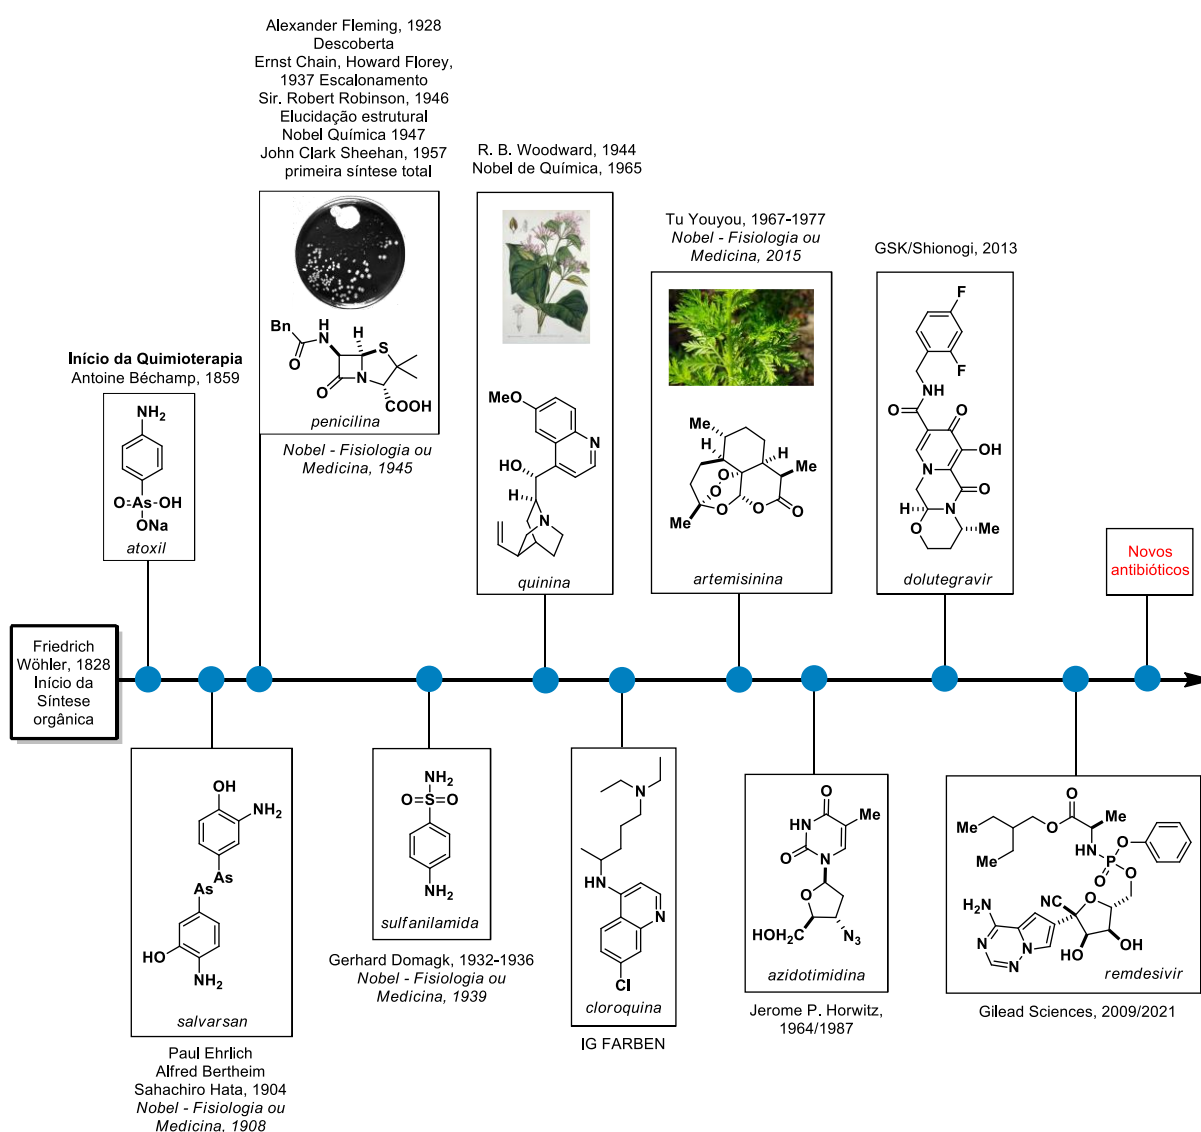 Alexander Fleming, 1928
Descoberta
Ernst Chain, Howard Florey,
1937 Escalonamento
Sir. Robert Robinson, 1946
Elucidação estrutural
Nobel Química 1947
John Clark Sheehan, 1957
primeira síntese total
Bn
H
N
H
S
O
O
N
COOH
penicilina
Nobel - Fisiologia ou
Medicina, 1945
R. B. Woodward, 1944
Nobel de Química, 1965
MeO
N
HO
H
N
quinina
Tu Youyou, 1967-1977
Nobel - Fisiologia ou
Medicina, 2015
Me
H
H
O
O
Me
Me
O
O
O
artemisinina
GSK/Shionogi, 2013
F
F
NH
O
O
N
OH
O
H
N
O
Me
dolutegravir
Início da Quimioterapia
Antoine Béchamp, 1859
NH2
O=As-OH
ONa
atoxil
Novos
antibióticos
Friedrich
Wöhler, 1828
Início da
Síntese
orgânica
OH
NH2
As
As
HO
NH2
salvarsan
Paul Ehrlich
Alfred Bertheim
Sahachiro Hata, 1904
Nobel - Fisiologia ou
Medicina, 1908
NH2
O=S=O
NH2
sulfanilamida
Gerhard Domagk, 1932-1936
Nobel - Fisiologia ou
Medicina, 1939
N
HN
N
Cl
cloroquina
IG FARBEN
O
Me
HN
O
N
O
HOH2C
N3
azidotimidina
Jerome P. Horwitz,
1964/1987
O
Me
O
Me
Me
HN
P
O
O
O
NH2
NC
O
N
N
N
HO
OH
remdesivir
Gilead Sciences, 2009/2021